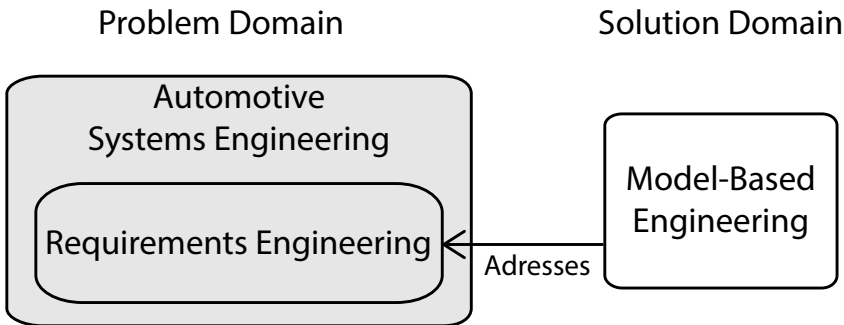 Problem Domain
Solution Domain
Automotive
Systems Engineering
Requirements Engineering
Adresses
Model-Based
Engineering